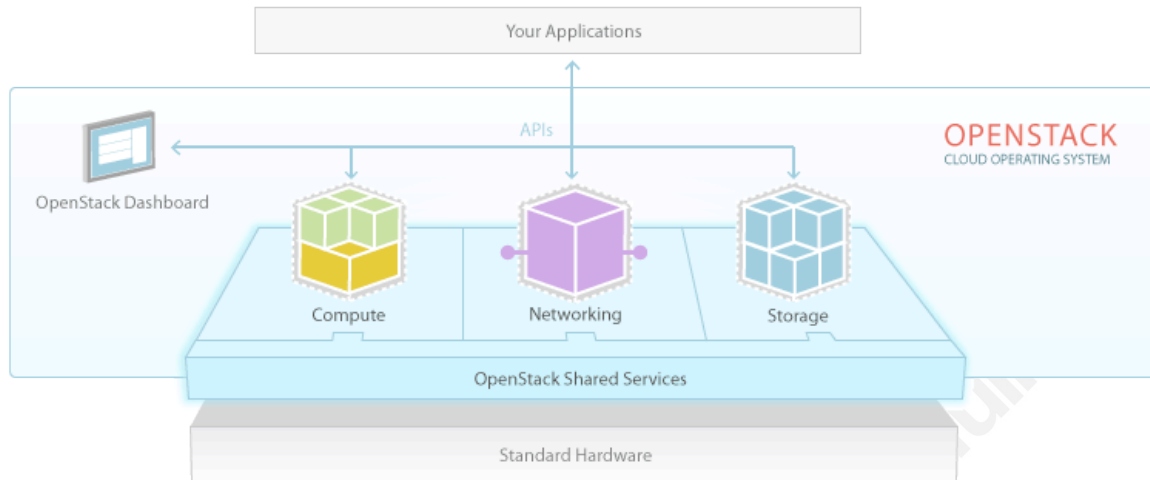 Your Applications
APIs
OPENSTACK
CLOUD OPERATING SYSTEM
OpenStack Dashboard
Compute
Networking
Storage
OpenStack Shared Services
Standard Hardware